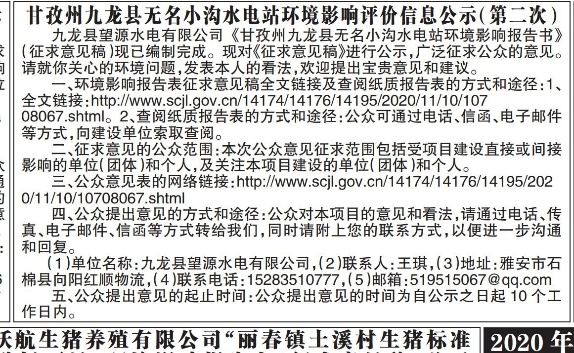 甘孜州九龙县无名小沟水电站环境影响评价信息公示(第二次)
九龙县望源水电有限公司《甘孜州九龙县无名小沟水电站环境影响报告书》
(征求意见稿)现已编制完成。现对《征求意见稿》进行公示,广泛征求公众的意见。
请就你关心的环境问题,发表本人的看法,欢迎提出宝贵意见和建议。
一、环境影响报告表征求意见稿全文链接及查阅纸质报告表的方式和途径:1、
全文链接:http://www.scjl.gov.cn/14174/14176/14195/2020/11/10/107
08067.shtml。2、查阅纸质报告表的方式和途径:公众可通过电话、信函、电子邮件
等方式,向建设单位索取查阅。
二、征求意见的公众范围:本次公众意见征求范围包括受项目建设直接或间接
影响的单位(团体)和个人,及关注本项目建设的单位(团体)和个人。
三、公众意见表的网络链接:http://www.scjl.gov.cn/14174/14176/14195/202
0/11/10/10708067.shtml
四、公众提出意见的方式和途径:公众对本项目的意见和看法,请通过电话、传
真、电子邮件、信函等方式转给我们,同时请附上您的联系方式,以便进一步沟通
和回复。
(1)单位名称:九龙县望源水电有限公司,(2)联系人:王琪,(3)地址:雅安市石
棉县向阳红顺物流,(4)联系电话:15283510777,(5)邮箱:519515067@qq.com
五、公众提出意见的起止时间:公众提出意见的时间为自公示之日起10个工
作日内。
沃航生猪养殖有限公司“丽春镇土溪村生猪标准
2020年